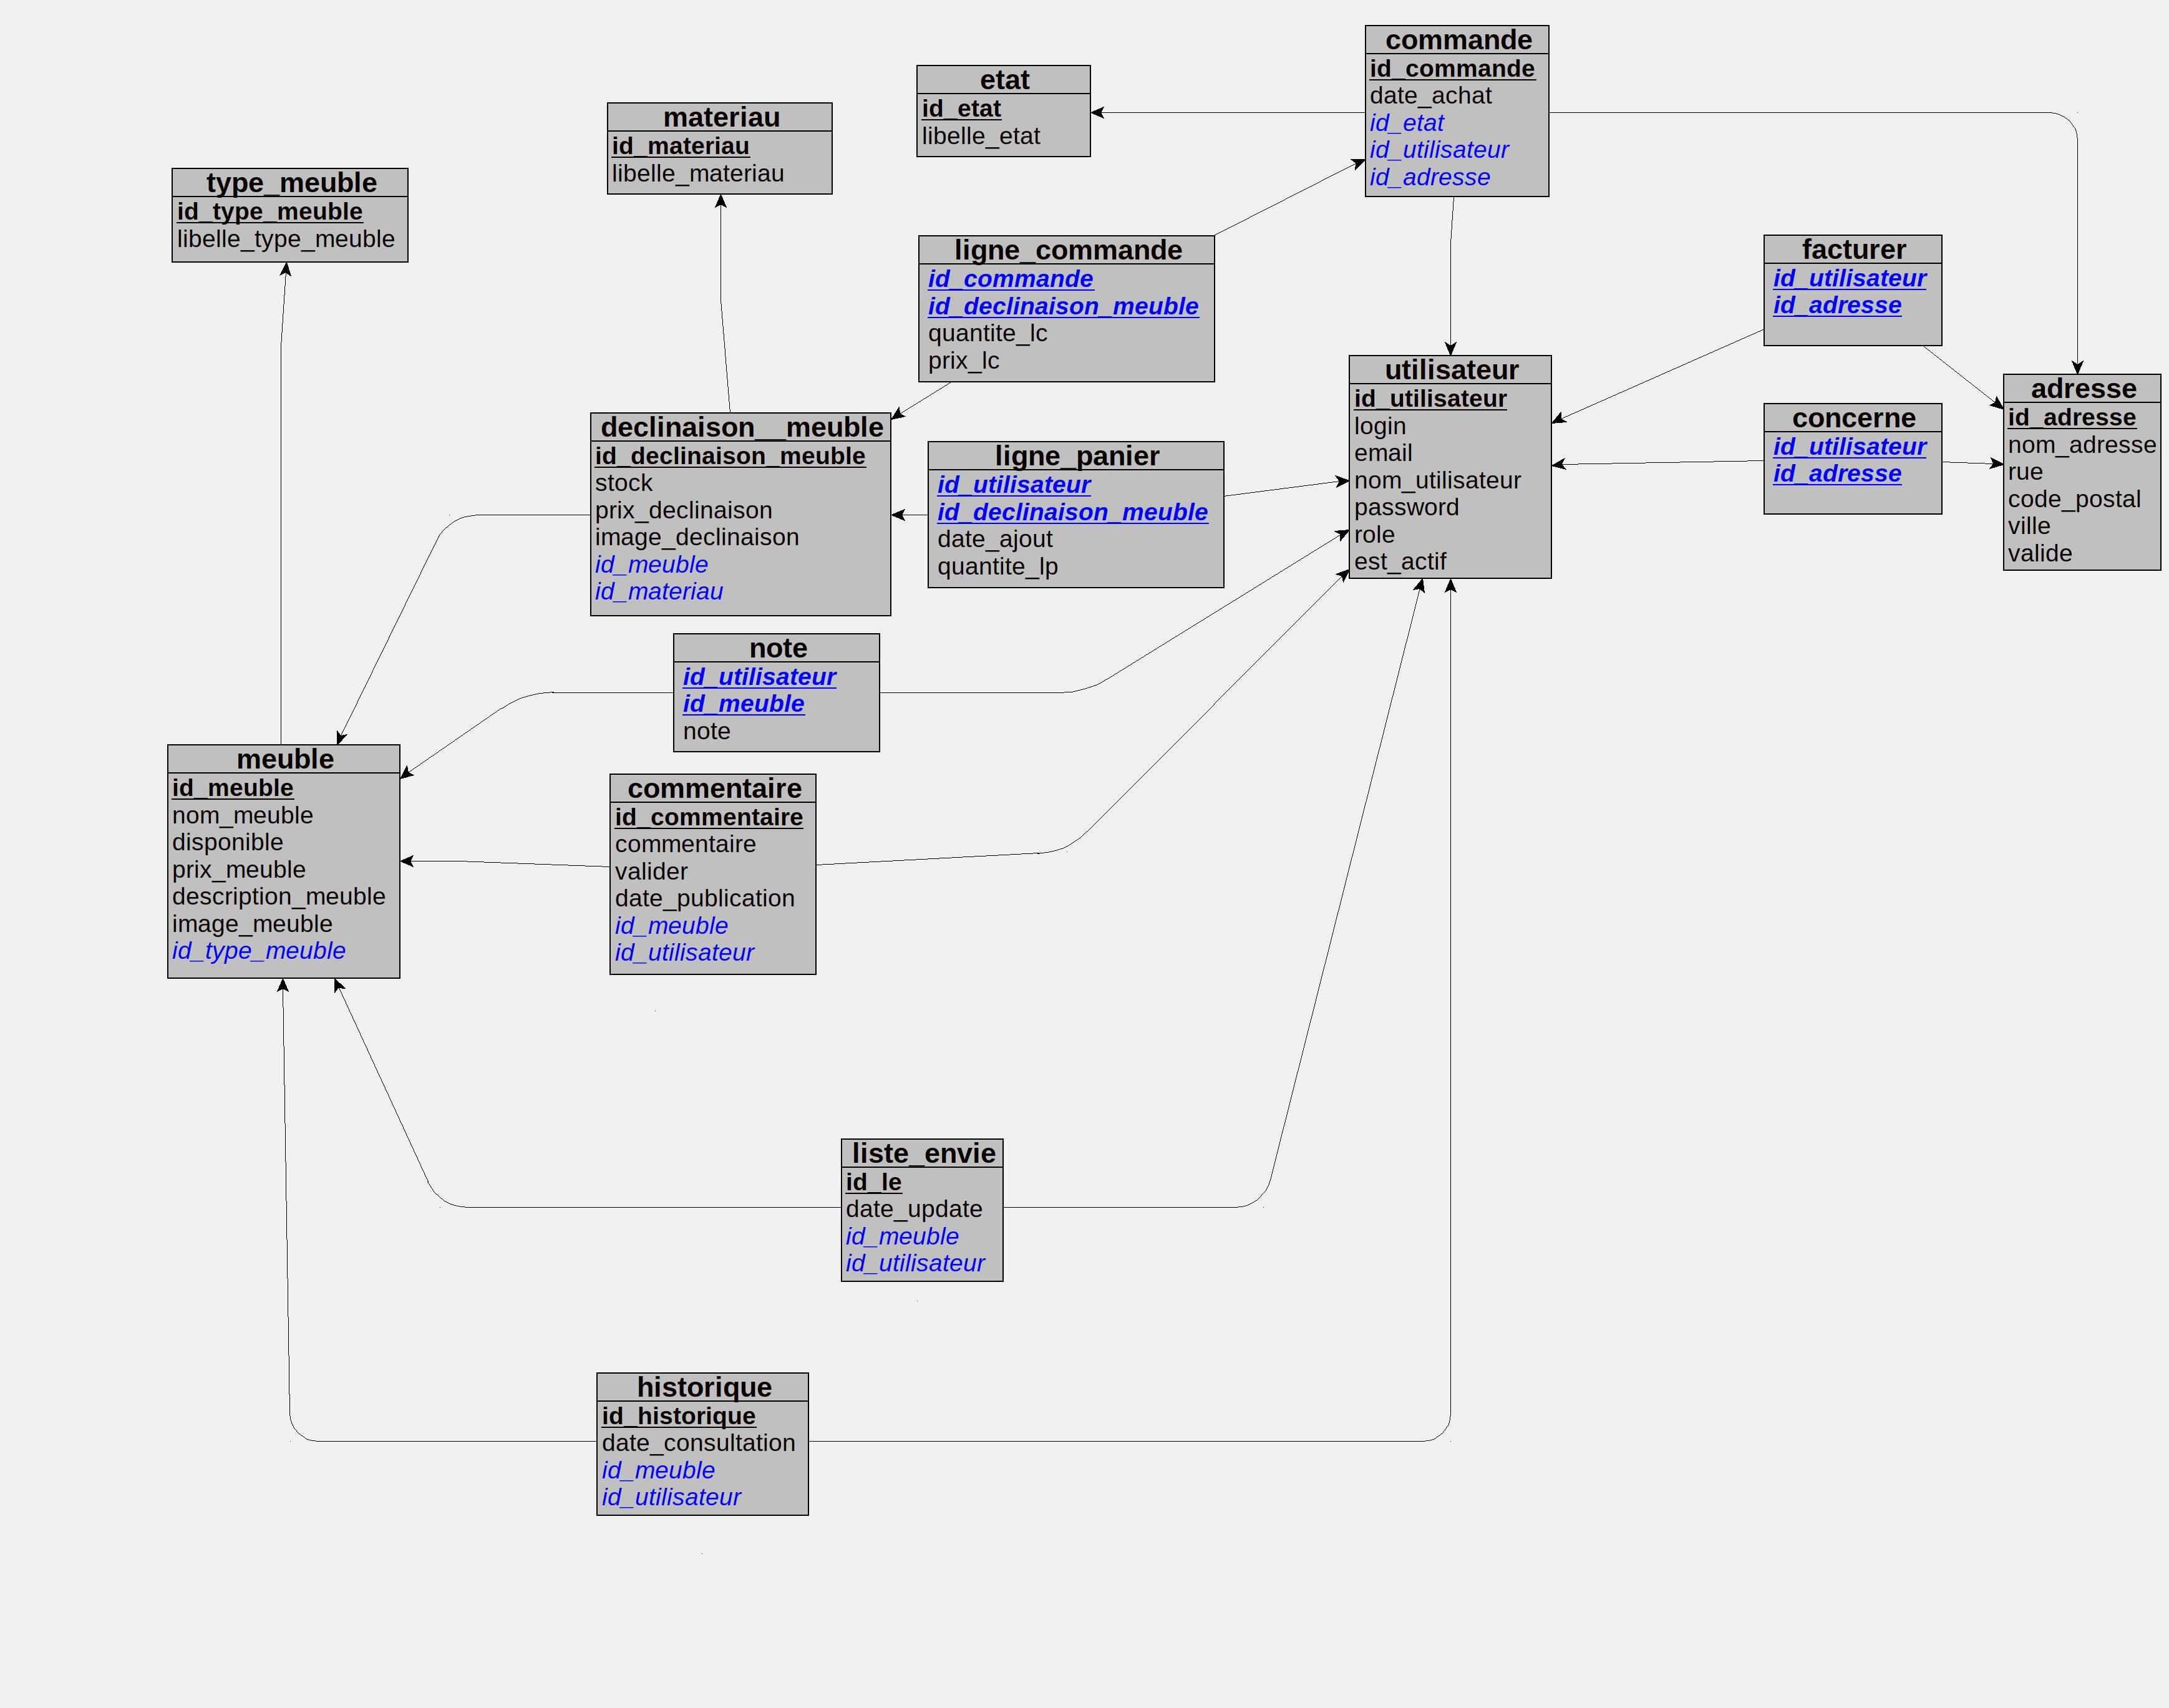 commande
id_commande
date_achat
id_etat
id_utilisateur
id_adresse
etat
id_etat
libelle_etat
materiau
id_materiau
libelle_materiau
type_meuble
id_type_meuble
libelle_type_meuble
ligne_commande
id_commande
id_declinaison_meuble
quantite_lc
prix_lc
facturer
id_utilisateur
id_adresse
utilisateur
id_utilisateur
login
email
nom_utilisateur
password
role
est_actif
adresse
id_adresse
nom_adresse
rue
code_postal
ville
valide
concerne
id_utilisateur
id_adresse
declinaison__meuble
id_declinaison_meuble
stock
prix_declinaison
image_declinaison
id_meuble
id_materiau
ligne_panier
id_utilisateur
id_declinaison_meuble
date_ajout
quantite_lp
note
id_utilisateur
id_meuble
note
meuble
id_meuble
nom_meuble
disponible
prix_meuble
description_meuble
image_meuble
id_type_meuble
commentaire
id_commentaire
commentaire
valider
date_publication
id_meuble
id_utilisateur
liste_envie
id_le
date_update
id_meuble
id_utilisateur
historique
id_historique
date_consultation
id_meuble
id_utilisateur